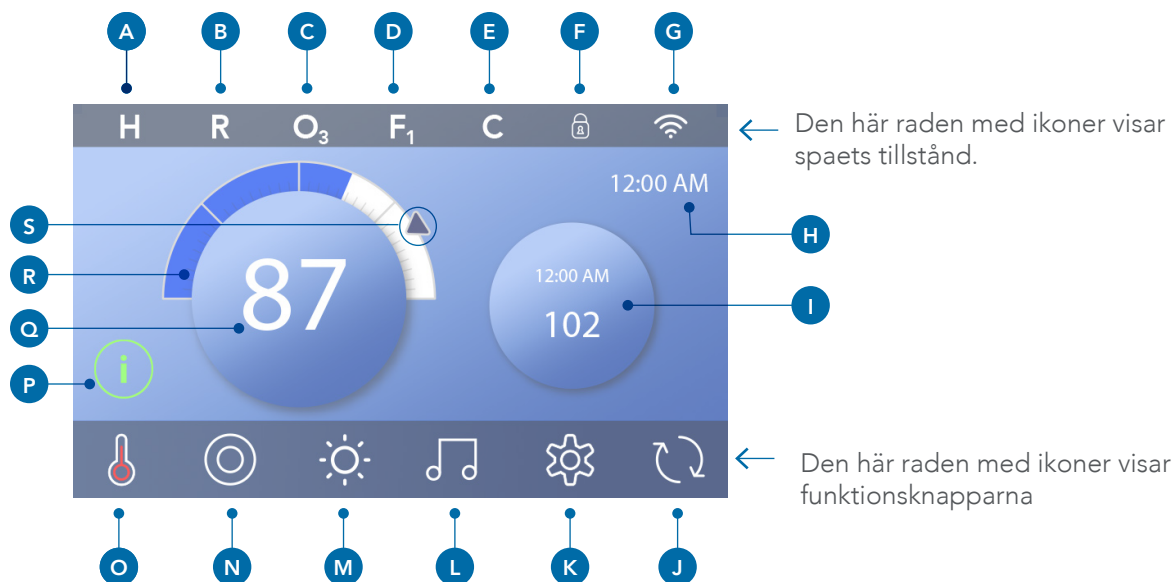 A B C D E F G
H R O₃ F₁ C
Den här raden med ikoner visar
spaets tillstånd.
12:00 AM
S
H
R
87
12:00 AM
102
I
Q
i
P
Den här raden med ikoner visar
funktionsknapparna
O N M L K J